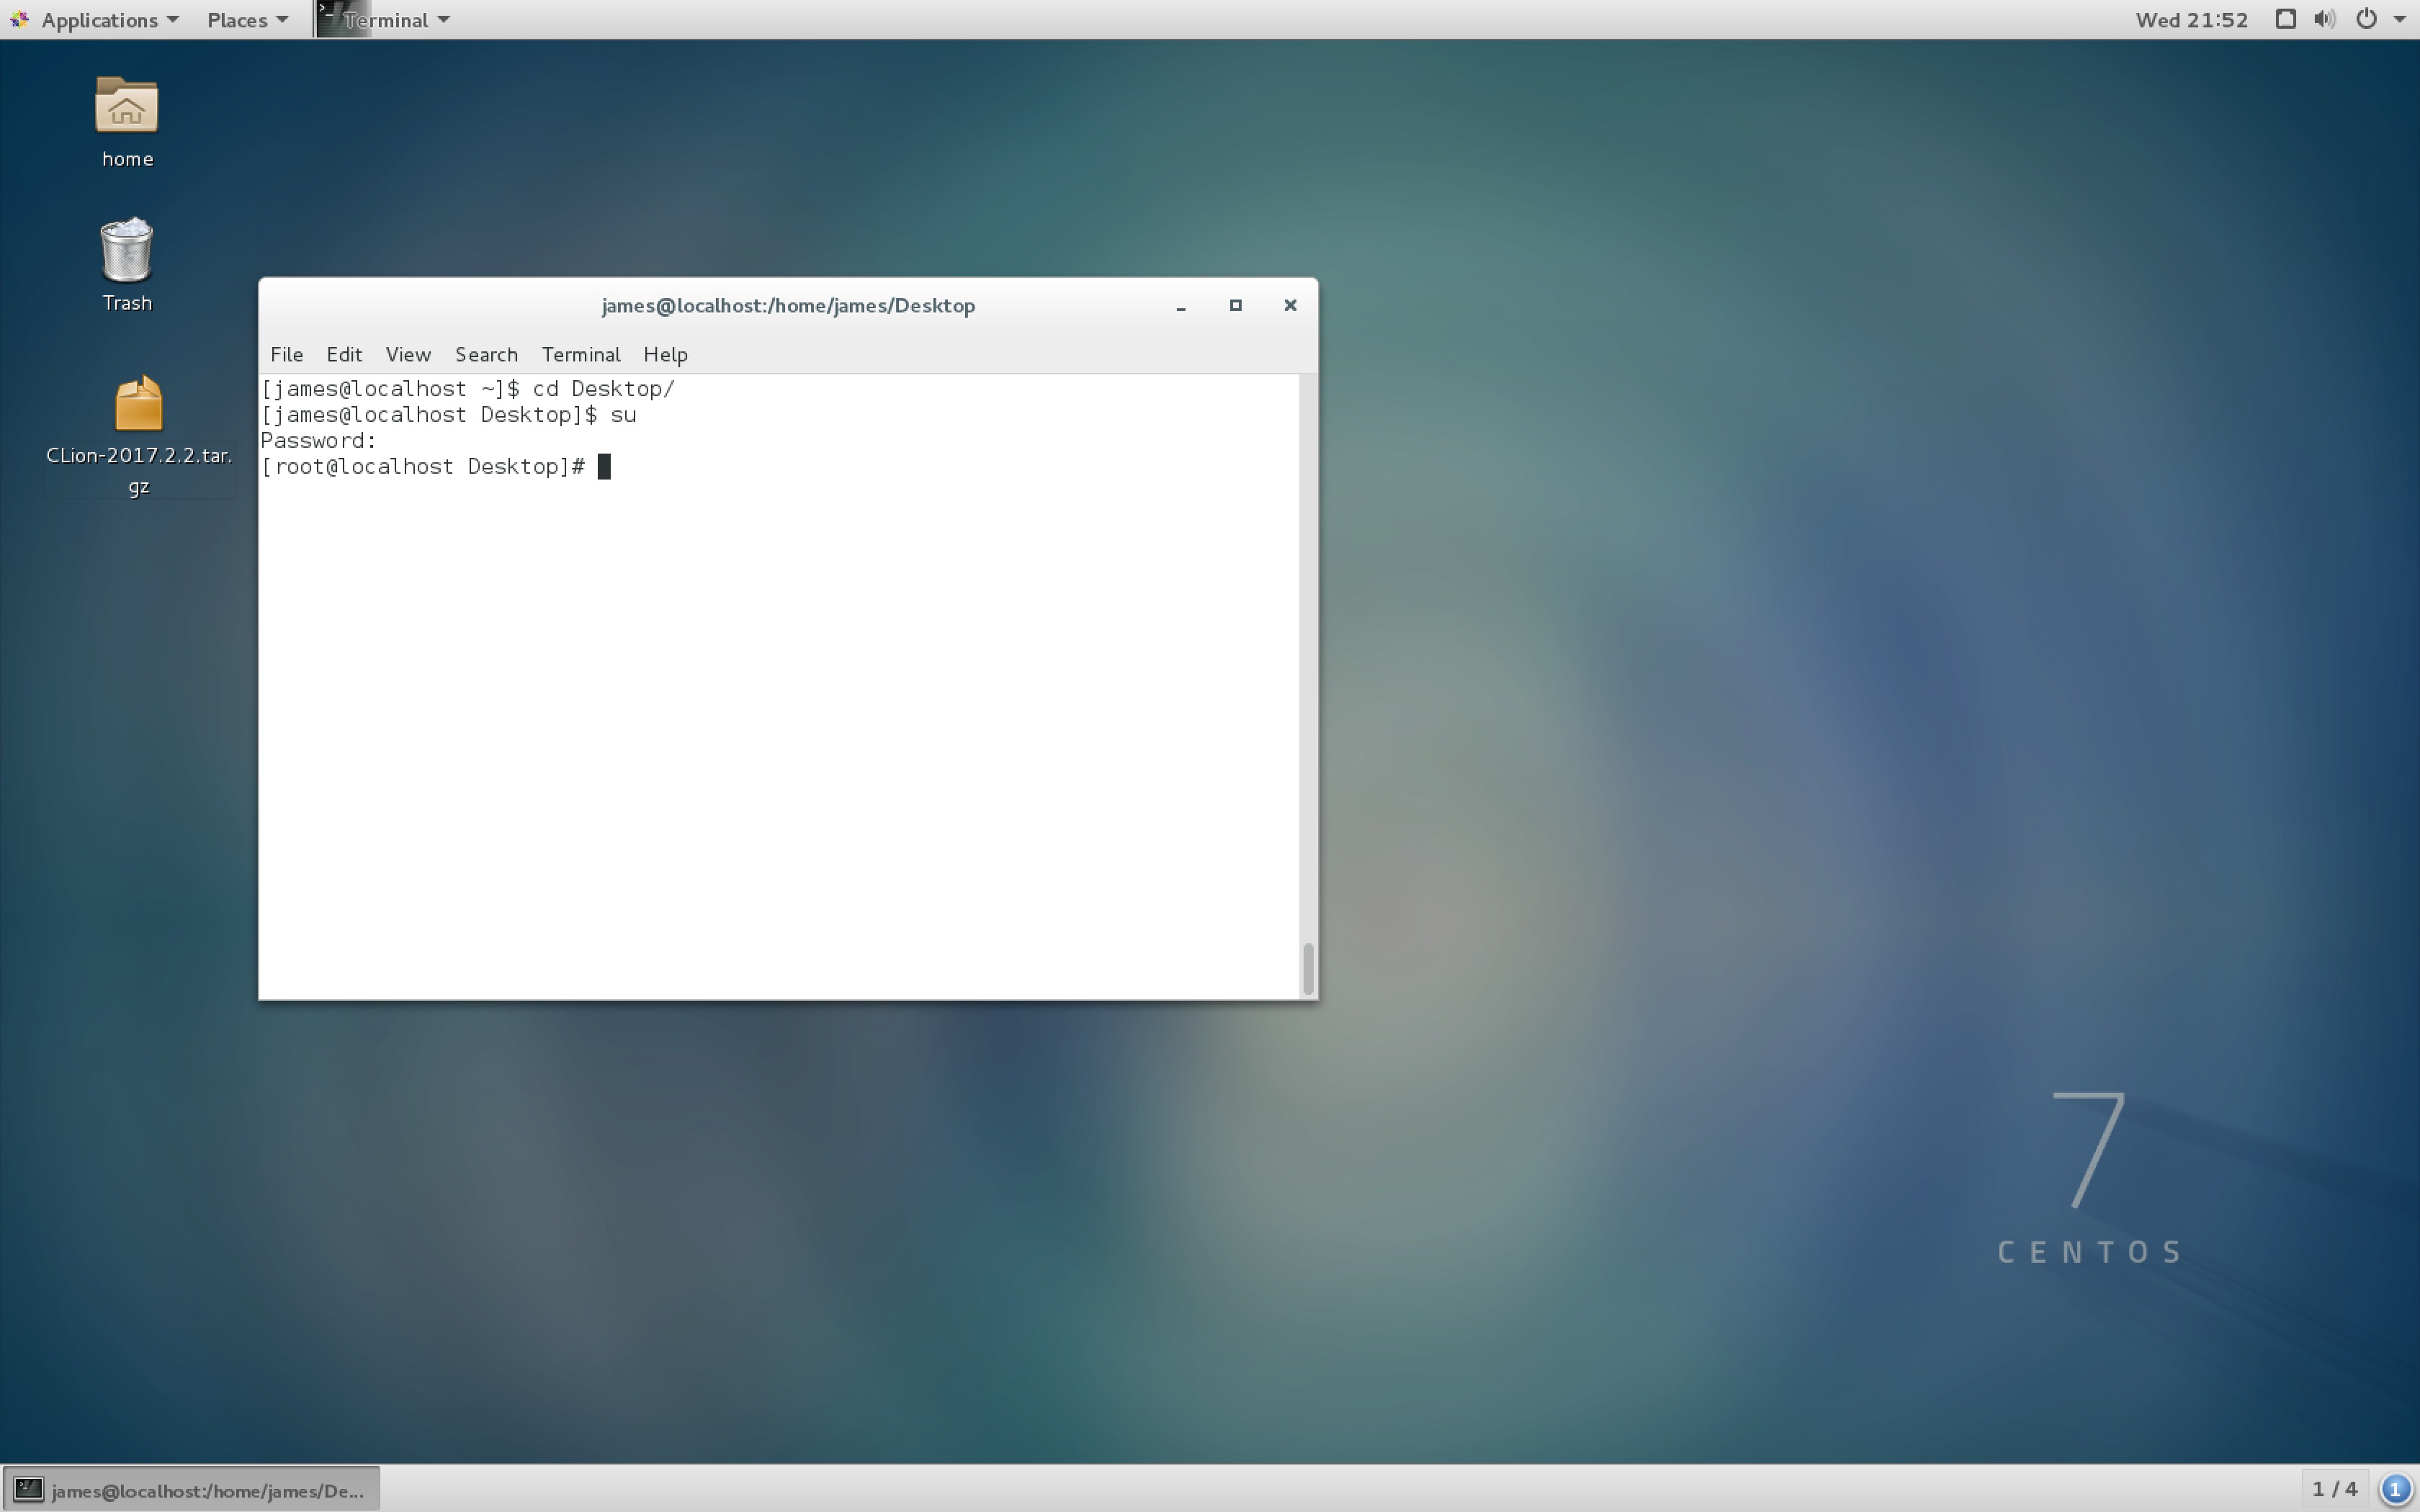 Applications Places Terminal Wed 21:52
home
Trash
CLion-2017.2.2.tar.
gz
james@localhost:/home/james/Desktop
File Edit View Search Terminal Help
[james@localhost ~]$ cd Desktop/
[james@localhost Desktop]$ su
Password:
[root@localhost Desktop]#
7
CENTOS
james@localhost:/home/james/De...
1 / 4
1